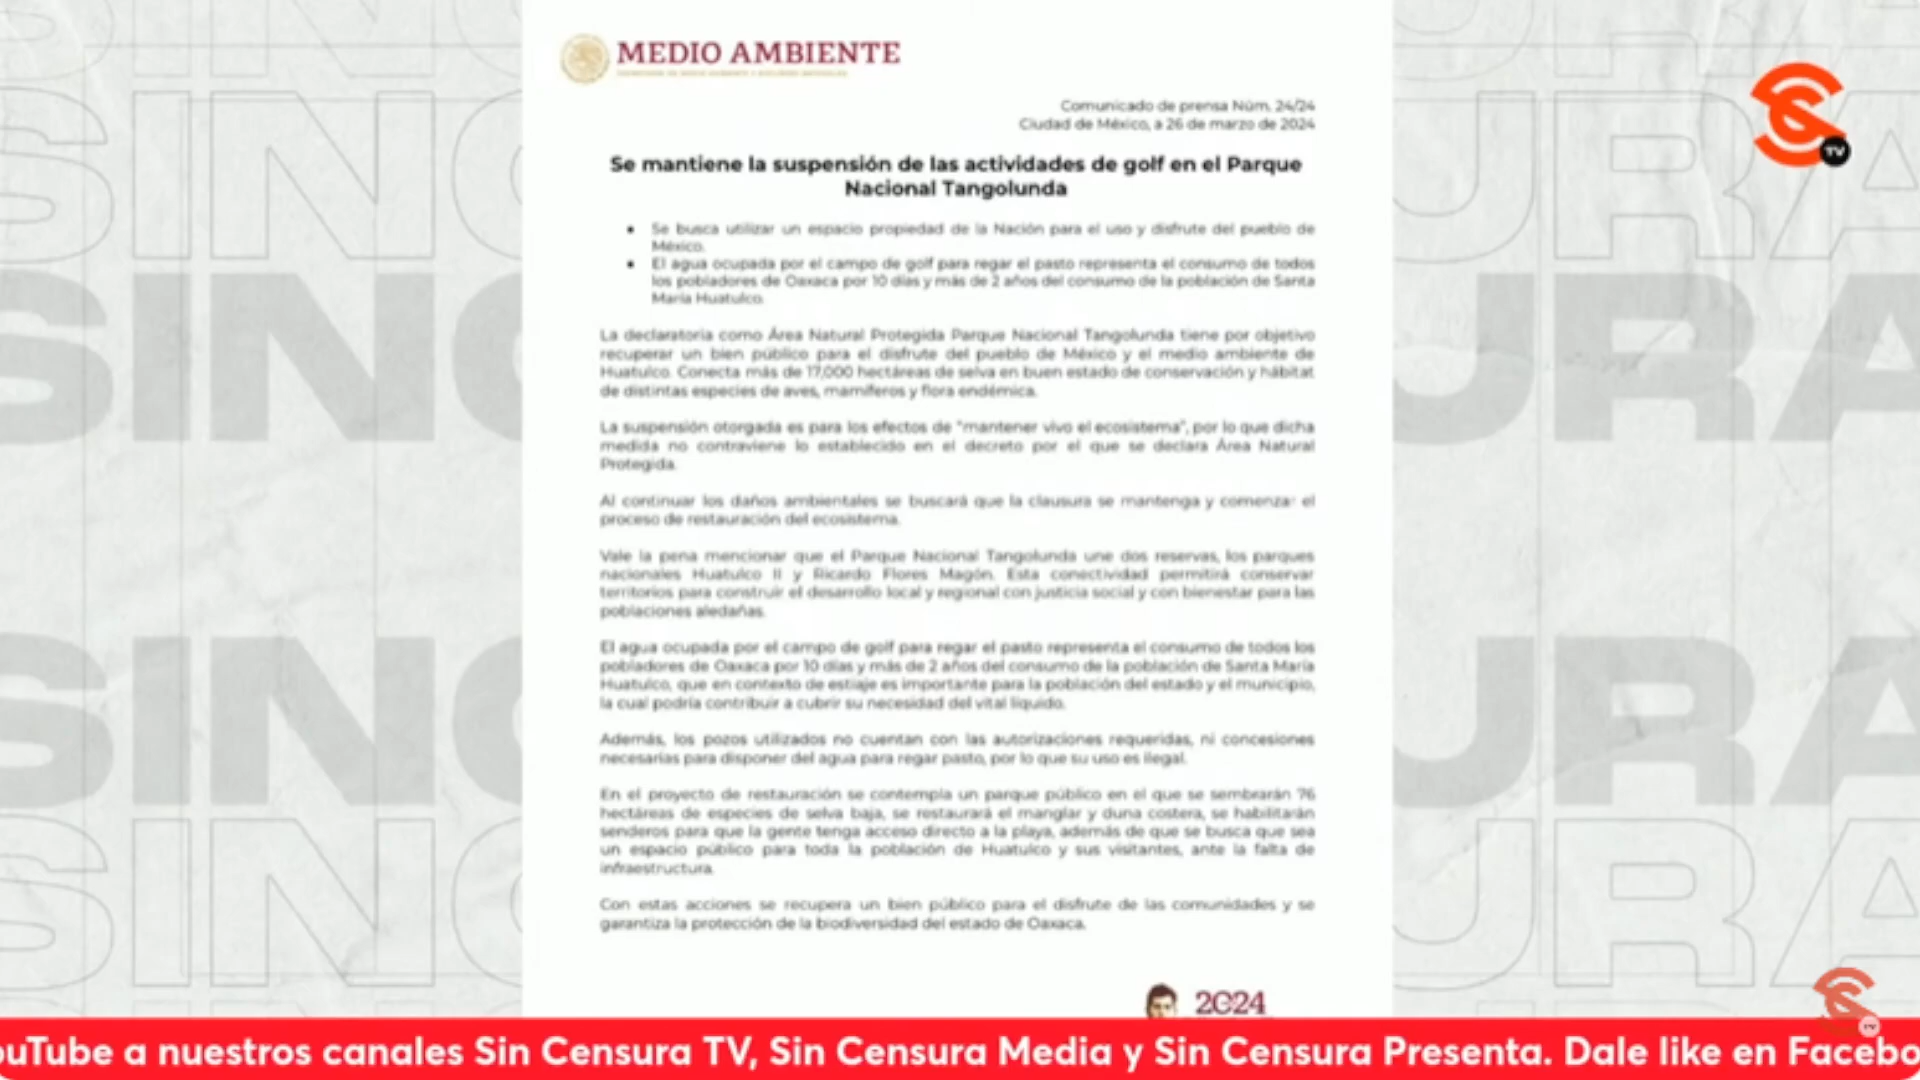 MEDIO AMBIENTE
Comunicado de prensa Núm. 24/24
Ciudad de México, a 26 de marzo de 2024
Se mantiene la suspensión de las actividades de golf en el Parque
Nacional Tangolunda
• Se busca utilizar un espacio propiedad de la Nación para el uso y disfrute del pueblo de
México.
• El agua ocupada por el campo de golf para regar el pasto representa el consumo de todos
los pobladores de Oaxaca por 10 días y más de 2 años del consumo de la población de Santa
María Huatulco.
La declaratoria como Área Natural Protegida Parque Nacional Tangolunda tiene por objetivo
recuperar un bien público para el disfrute del pueblo de México y el medio ambiente de
Huatulco. Conecta más de 17,000 hectáreas de selva en buen estado de conservación y hábitat
de distintas especies de aves, mamíferos y flora endémica.
La suspensión otorgada es para los efectos de "mantener vivo el ecosistema", por lo que dicha
medida no contraviene lo establecido en el decreto por el que se declara Área Natural
Protegida.
Al continuar los daños ambientales se buscará que la clausura se mantenga y comenzar el
proceso de restauración del ecosistema.
Vale la pena mencionar que el Parque Nacional Tangolunda une dos reservas, los parques
nacionales Huatulco II y Ricardo Flores Magón. Esta conectividad permitirá conservar
territorios para construir el desarrollo local y regional con justicia social y con bienestar para las
poblaciones aledañas.
El agua ocupada por el campo de golf para regar el pasto representa el consumo de todos los
pobladores de Oaxaca por 10 días y más de 2 años del consumo de la población de Santa María
Huatulco, que en contexto de estiaje es importante para la población del estado y el municipio,
la cual podría contribuir a cubrir su necesidad del vital líquido.
Además, los pozos utilizados no cuentan con las autorizaciones requeridas, ni concesiones
necesarias para disponer del agua para regar pasto, por lo que su uso es ilegal.
En el proyecto de restauración se contempla un parque público en el que se sembrarán 76
hectáreas de especies de selva baja, se restaurará el manglar y duna costera, se habilitarán
senderos para que la gente tenga acceso directo a la playa, además de que se busca que sea
un espacio público para toda la población de Huatulco y sus visitantes, ante la falta de
infraestructura.
Con estas acciones se recupera un bien público para el disfrute de las comunidades y se
garantiza la protección de la biodiversidad del estado de Oaxaca.
2024
TV
TV
SINC
URA
SINC
URA
SINC
URA
SINC
URA
ouTube a nuestros canales Sin Censura TV, Sin Censura Media y Sin Censura Presenta. Dale like en Facebo